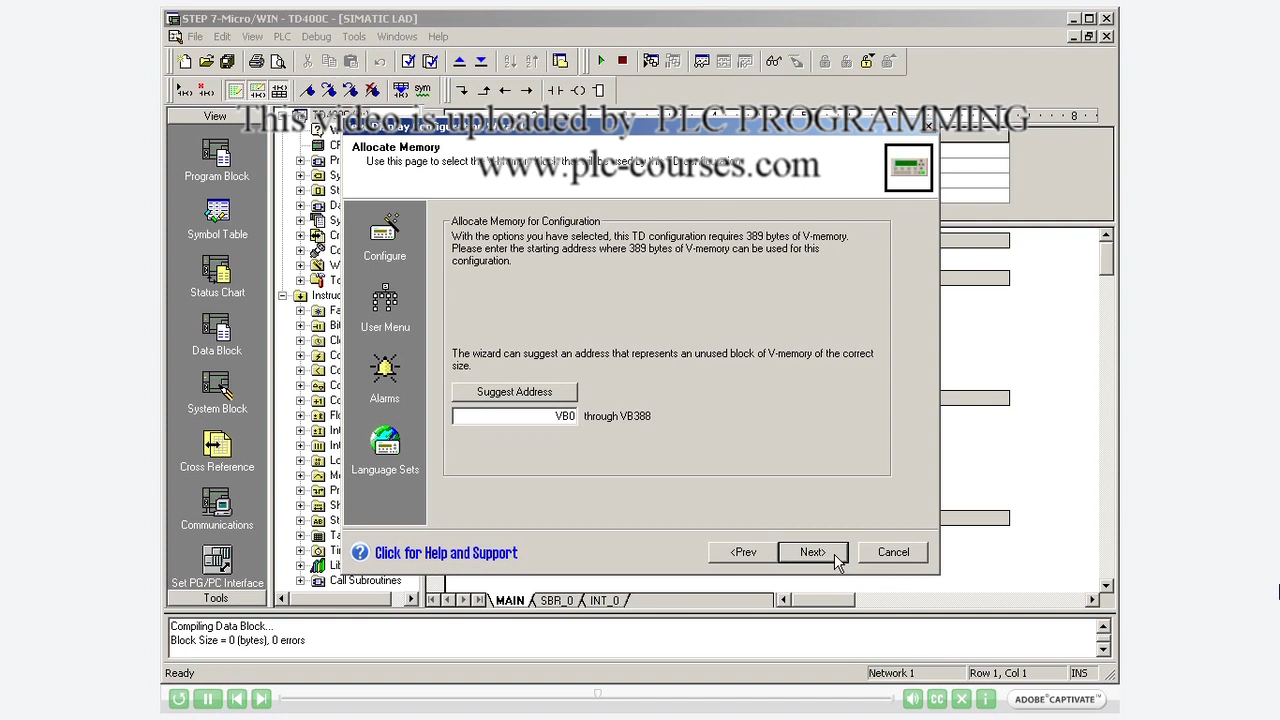 STEP 7-Micro/WIN - TD400C - [SIMATIC LAD]
File Edit View PLC Debug Tools Windows Help
sym
View
This video is uploaded by PLC PROGRAMMING
8
Allocate Memory
www.plc-courses.com
Program Block
Symbol Table
Status Chart
Data Block
System Block
Cross Reference
Communications
Set PG/PC Interface
Tools
Instruc
Call Subroutines
Configure
User Menu
Alarms
Language Sets
Allocate Memory for Configuration
With the options you have selected, this TD configuration requires 389 bytes of V-memory.
Please enter the starting address where 389 bytes of V-memory can be used for this
configuration.
The wizard can suggest an address that represents an unused block of V-memory of the correct
size.
Suggest Address
VB0 through VB388
Click for Help and Support
<Prev Next> Cancel
MAIN SBR_0 INT_0
Compiling Data Block...
Block Size = 0 (bytes), 0 errors
Ready Network 1 Row 1, Col 1 INS
CC
ADOBE CAPTIVATE